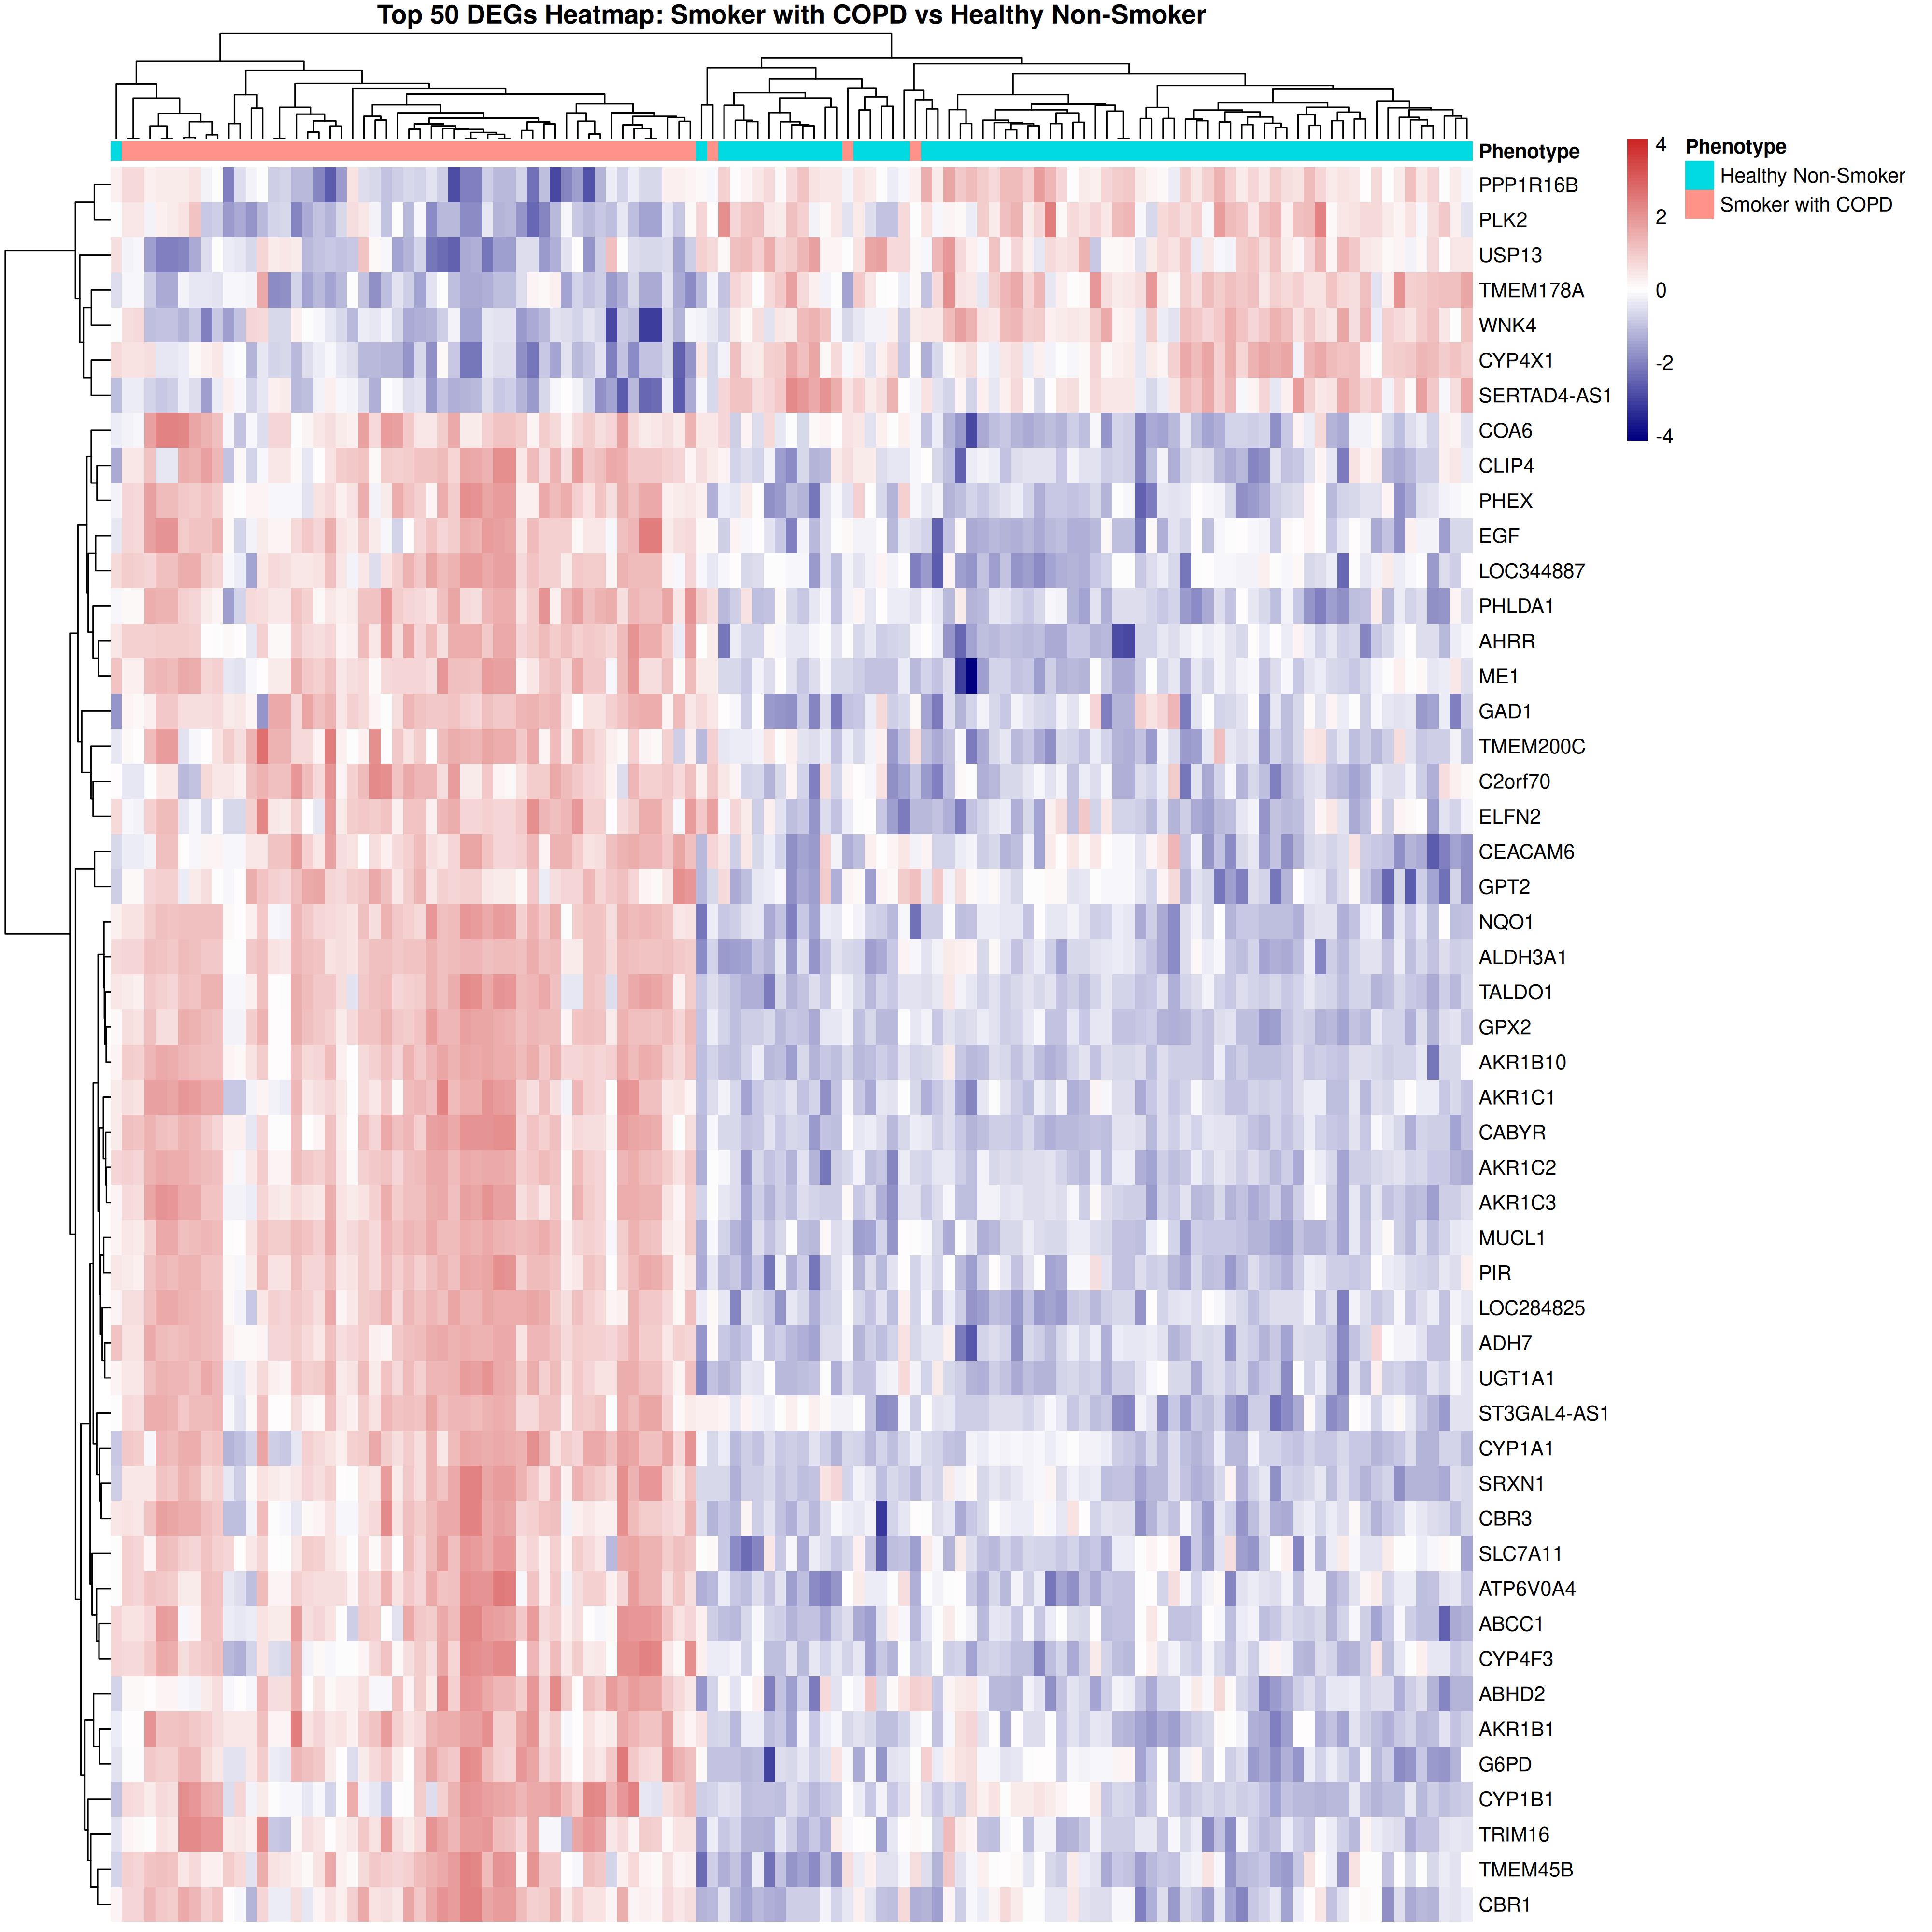 Top 50 DEGs Heatmap: Smoker with COPD vs Healthy Non-Smoker
Phenotype
PPP1R16B
PLK2
USP13
TMEM178A
WNK4
CYP4X1
SERTAD4-AS1
COA6
CLIP4
PHEX
EGF
LOC344887
PHLDA1
AHRR
ME1
GAD1
TMEM200C
C2orf70
ELFN2
CEACAM6
GPT2
NQO1
ALDH3A1
TALDO1
GPX2
AKR1B10
AKR1C1
CABYR
AKR1C2
AKR1C3
MUCL1
PIR
LOC284825
ADH7
UGT1A1
ST3GAL4-AS1
CYP1A1
SRXN1
CBR3
SLC7A11
ATP6V0A4
ABCC1
CYP4F3
ABHD2
AKR1B1
G6PD
CYP1B1
TRIM16
TMEM45B
CBR1
4
2
0
-2
-4
Phenotype
Healthy Non-Smoker
Smoker with COPD